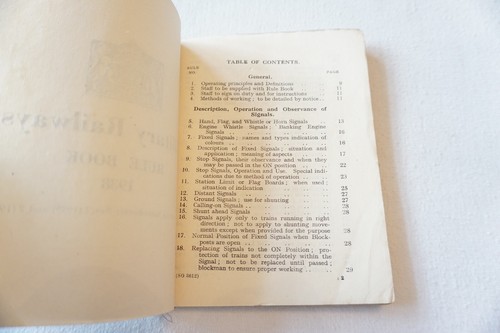 TABLE OF CONTENTS.
RULE
NO. PAGE
General.
1. Operating principles and Definitions .. .. 9
2. Staff to be supplied with Rule Book .. .. 11
3. Staff to sign on duty and for instructions .. .. 11
4. Methods of working; to be detailed by notice .. .. 11
Description, Operation and Observance of
Signals.
5. Hand, Flag, and Whistle or Horn Signals .. .. 13
6. Engine Whistle Signals; Banking Engine
Signals .. .. .. .. 16
7. Fixed Signals; names and types indication of
colours .. .. .. .. 17
8. Description of Fixed Signals; situation and
application; meaning of aspects .. .. 17
9. Stop Signals, their observance and when they
may be passed in the ON position .. .. 22
10. Stop Signals, Operation and Use. Special indi-
cations due to method of operation .. .. 23
11. Station Limit or Flag Boards; when used;
situation of indication .. .. 25
12. Distant Signals .. .. .. 25
13. Ground Signals; use for shunting .. .. 27
14. Calling-on Signals .. .. .. 27
15. Shunt ahead Signals .. .. .. 28
16. Signals apply only to trains running in right
direction; not to apply to shunting move-
ments except when provided for the purpose 28
17. Normal Position of Fixed Signals when Block-
posts are open .. .. .. 28
18. Replacing Signals to the ON Position; pro-
tection of trains not completely within the
Signal; not to be replaced until passed;
blockman to ensure proper working .. .. 29
Railways
BOOK